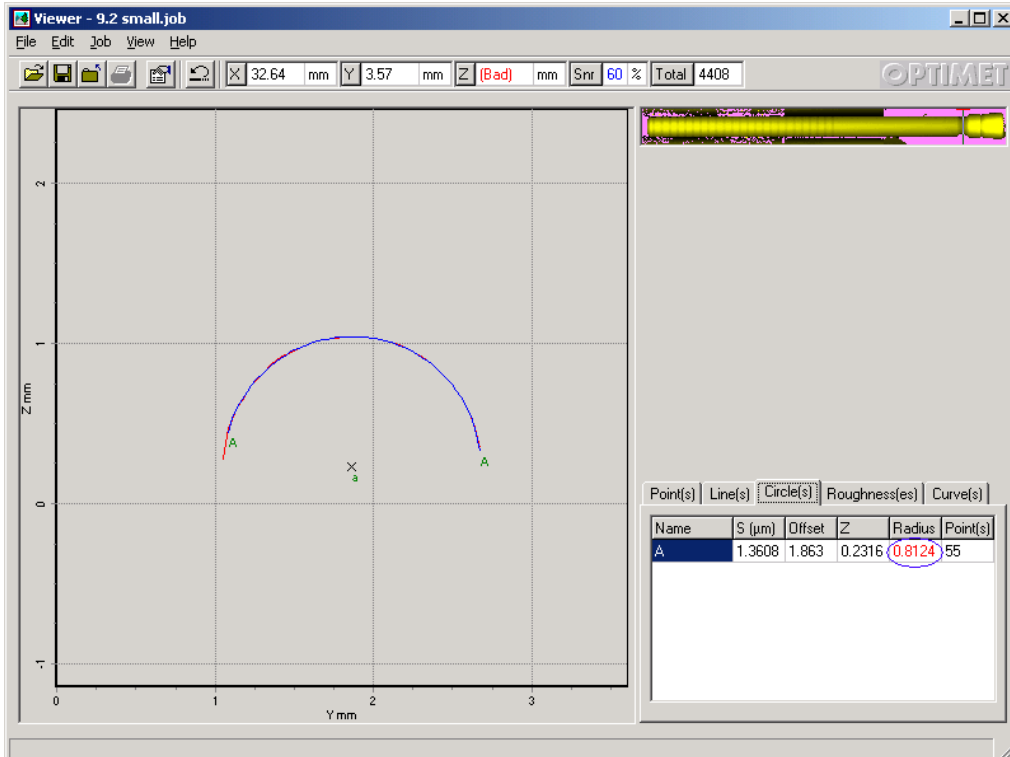 Viewer - 9.2 small.job
File Edit Job View Help
X 32.64 mm Y 3.57 mm Z (Bad) mm Snr 60 % Total 4408 OPTIMET
2
1
0
-1
Z mm
A
A
a
0 1 2 3
Y mm
Point(s) Line(s) Circle(s) Roughness(es) Curve(s)
Name S (µm) Offset Z Radius Point(s)
A 1.3608 1.863 0.2316 0.8124 55